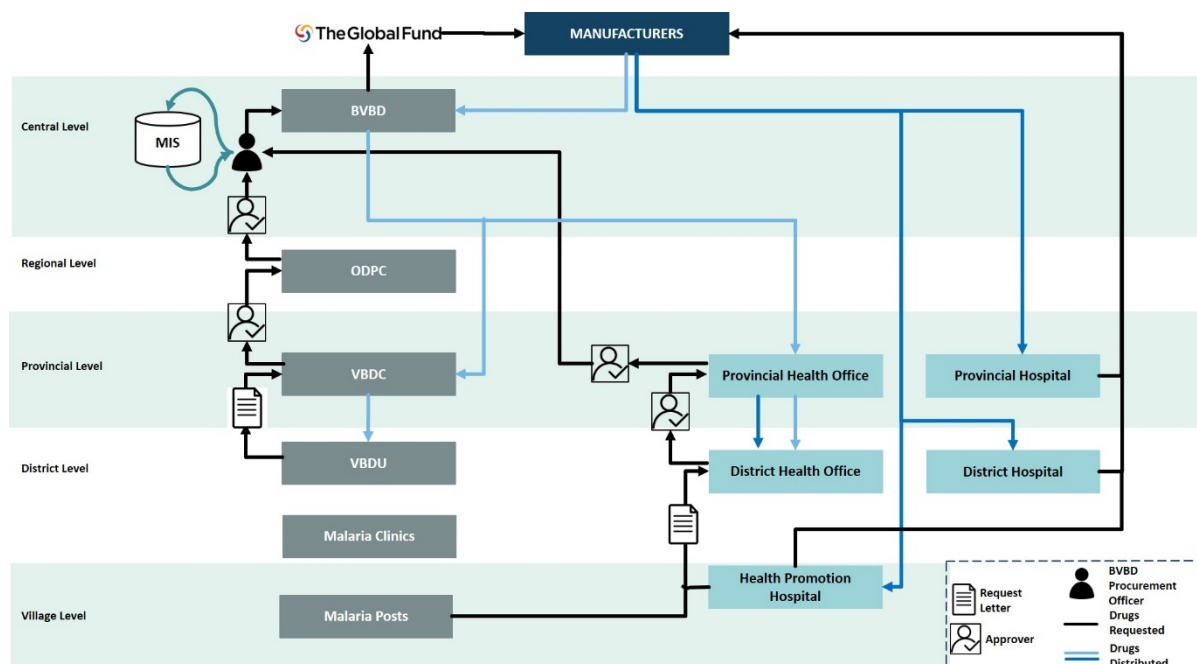 The Global Fund
MANUFACTURERS
Central Level
BVBD
MIS
Regional Level
ODPC
Provincial Level
VBDC
Provincial Health Office
Provincial Hospital
District Level
VBDU
District Health Office
District Hospital
Malaria Clinics
Village Level
Malaria Posts
Health Promotion
Hospital
Request
Letter
Approver
BVBD
Procurement
Officer
Drugs
Requested
Drugs
Distributed